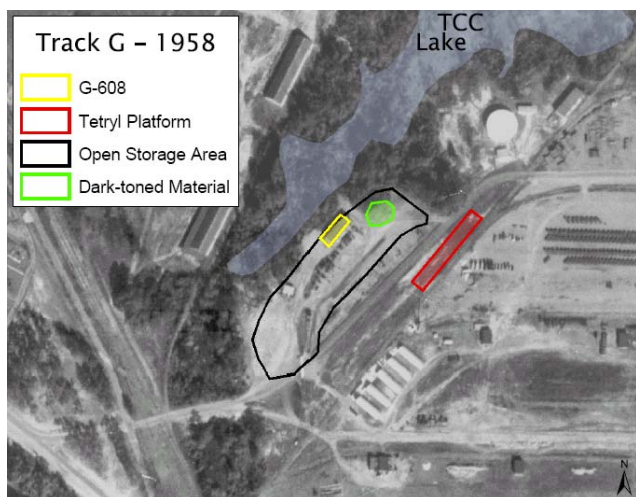 Track G – 1958
G-608
Tetryl Platform
Open Storage Area
Dark-toned Material
TCC
Lake
N